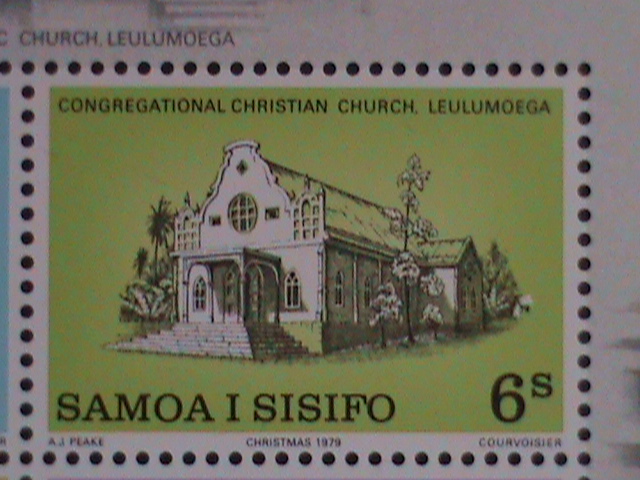 C CHURCH, LEULUMOEGA
CONGREGATIONAL CHRISTIAN CHURCH, LEULUMOEGA
SAMOA I SISIFO 6s
R A.J. PEAKE CHRISTMAS 1979 COURVOISIER